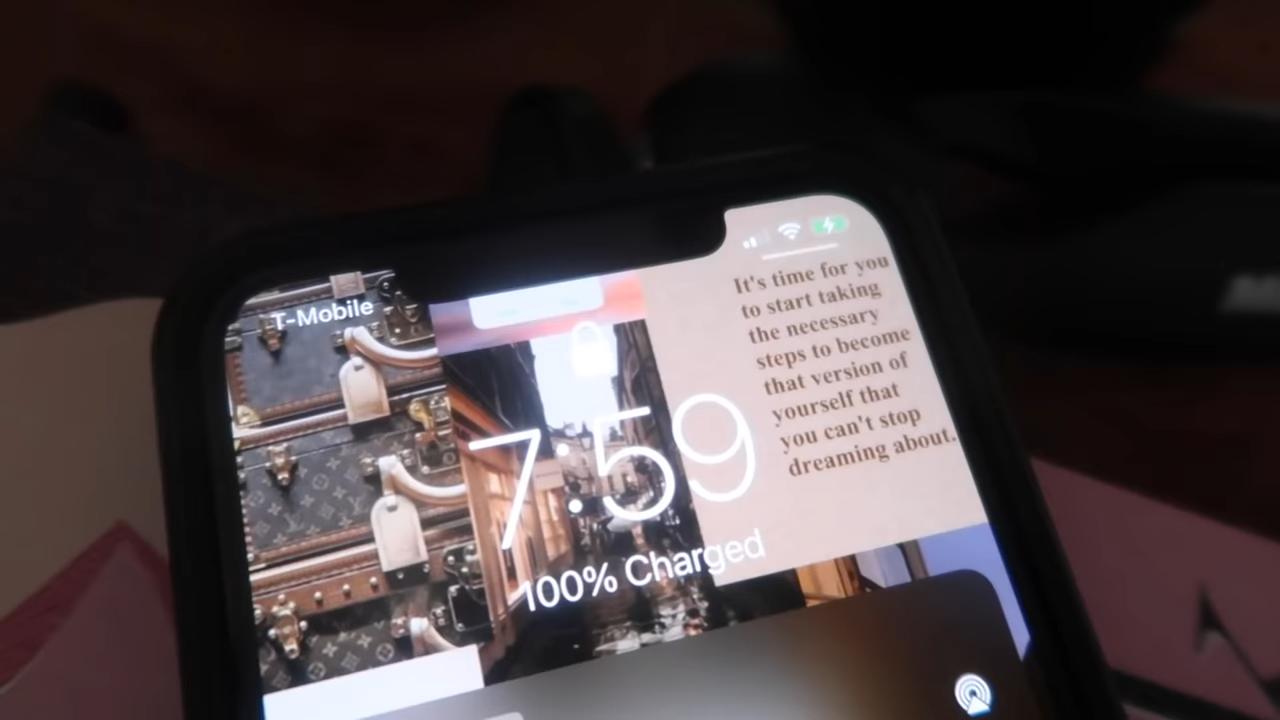 T-Mobile
7:59
100% Charged
It's time for you
to start taking
the necessary
steps to become
that version of
yourself that
you can't stop
dreaming about.